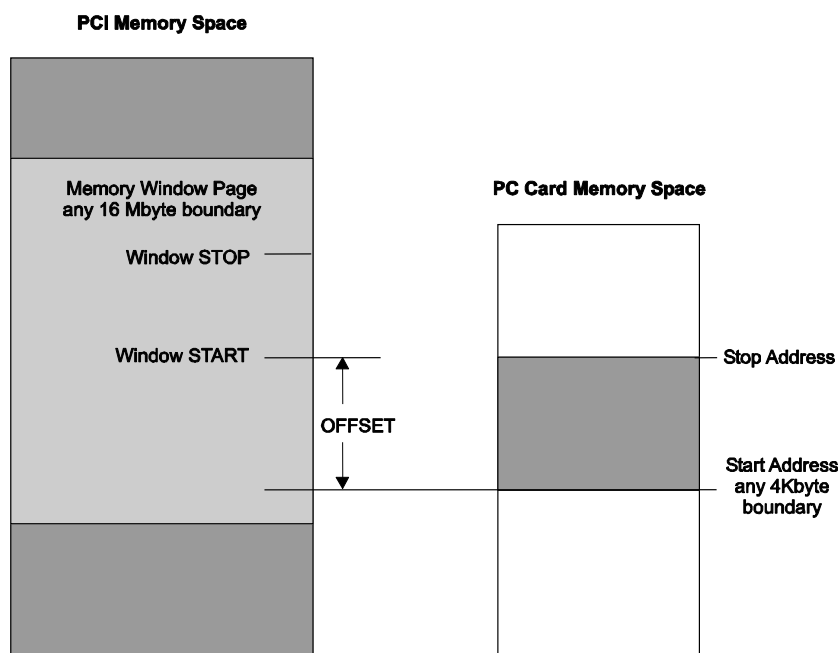 PCI Memory Space
Memory Window Page
any 16 Mbyte boundary
Window STOP
Window START
OFFSET
PC Card Memory Space
Stop Address
Start Address
any 4Kbyte
boundary